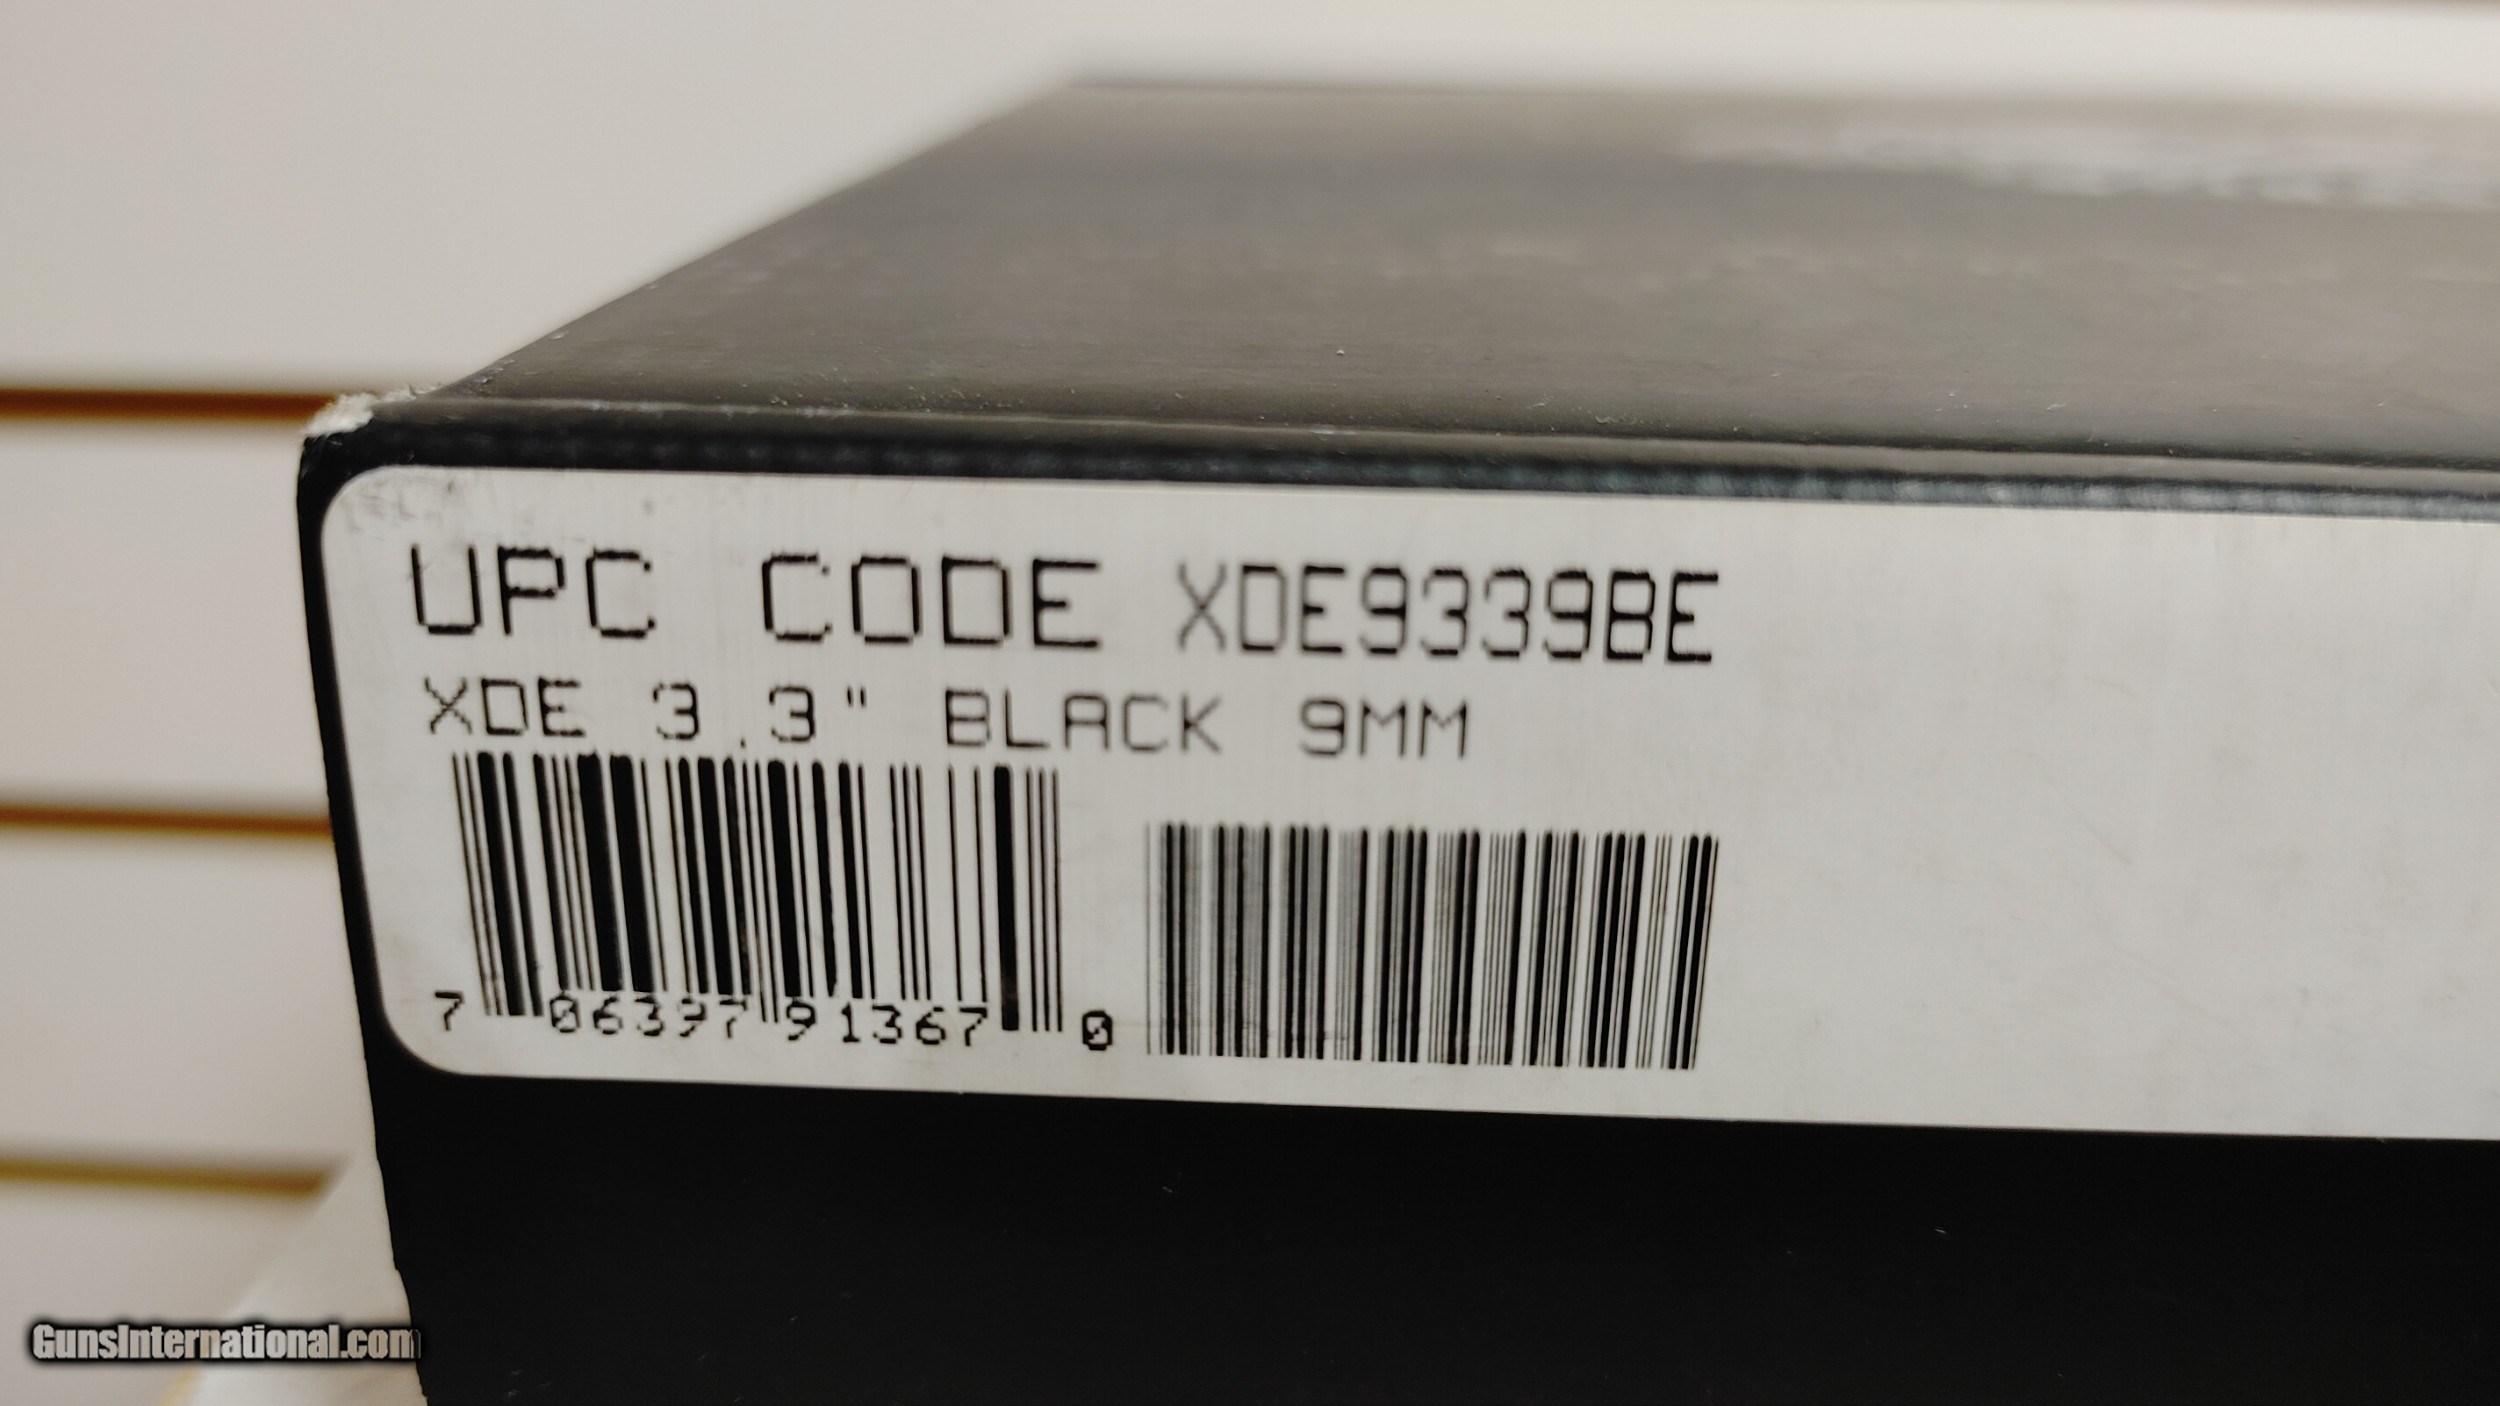 UPC CODE XDE9339BE
XDE 3.3" BLACK 9MM
7 06397 91367 0
GunsInternational.com